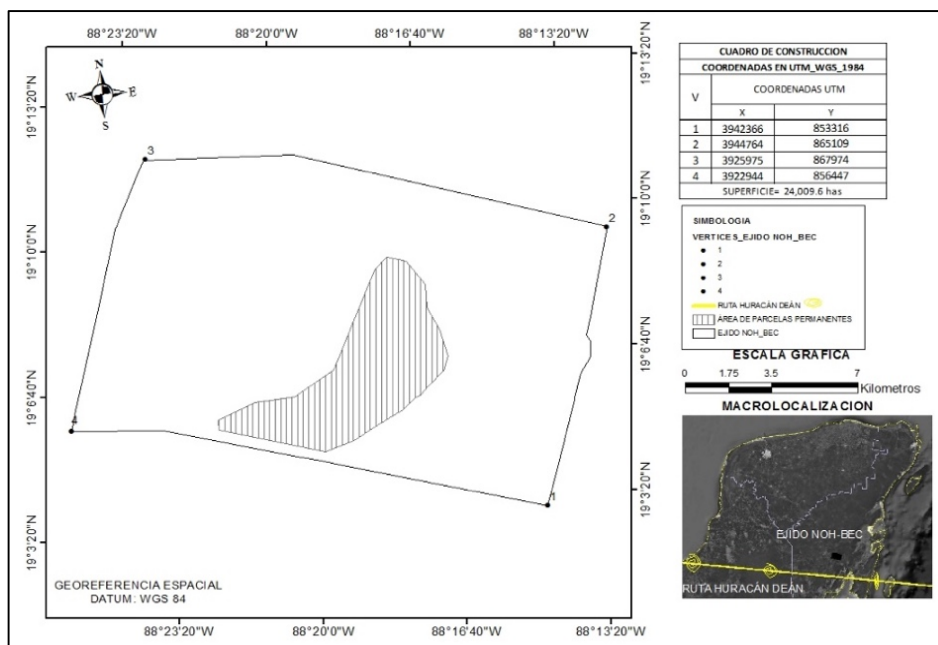 88°23'20"W 88°20'0"W 88°16'40"W 88°13'20"W
N
W E
S
19°13'20"N
19°10'0"N
19°6'40"N
19°3'20"N
3
2
4
1
19°13'20"N
19°10'0"N
19°6'40"N
19°3'20"N
GEOREFERENCIA ESPACIAL
DATUM: WGS 84
88°23'20"W 88°20'0"W 88°16'40"W 88°13'20"W
CUADRO DE CONSTRUCCION
COORDENADAS EN UTM_WGS_1984
V COORDENADAS UTM
X Y
1 3942366 853316
2 3944764 865109
3 3925975 867974
4 3922944 856447
SUPERFICIE= 24,009.6 has
SIMBOLOGIA
VERTICES_EJIDO NOH_BEC
1
2
3
4
RUTA HURACÁN DEÁN
ÁREA DE PARCELAS PERMANENTES
EJIDO NOH_BEC
ESCALA GRAFICA
0 1.75 3.5 7
Kilometros
MACROLOCALIZACION
EJIDO NOH-BEC
RUTA HURACÁN DEÁN